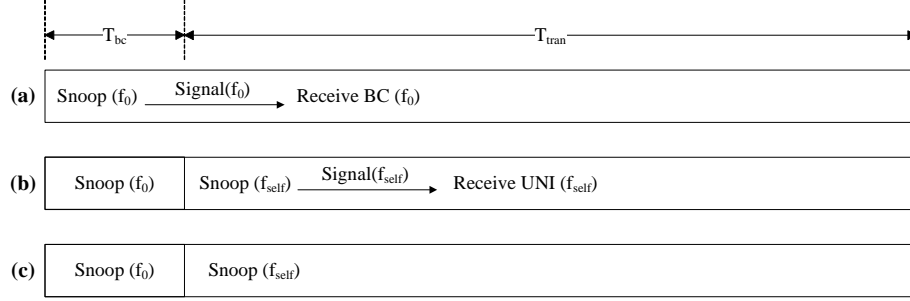 T_bc T_tran
(a) Snoop (f_0) Signal(f_0) Receive BC (f_0)
(b) Snoop (f_0) Snoop (f_self) Signal(f_self) Receive UNI (f_self)
(c) Snoop (f_0) Snoop (f_self)